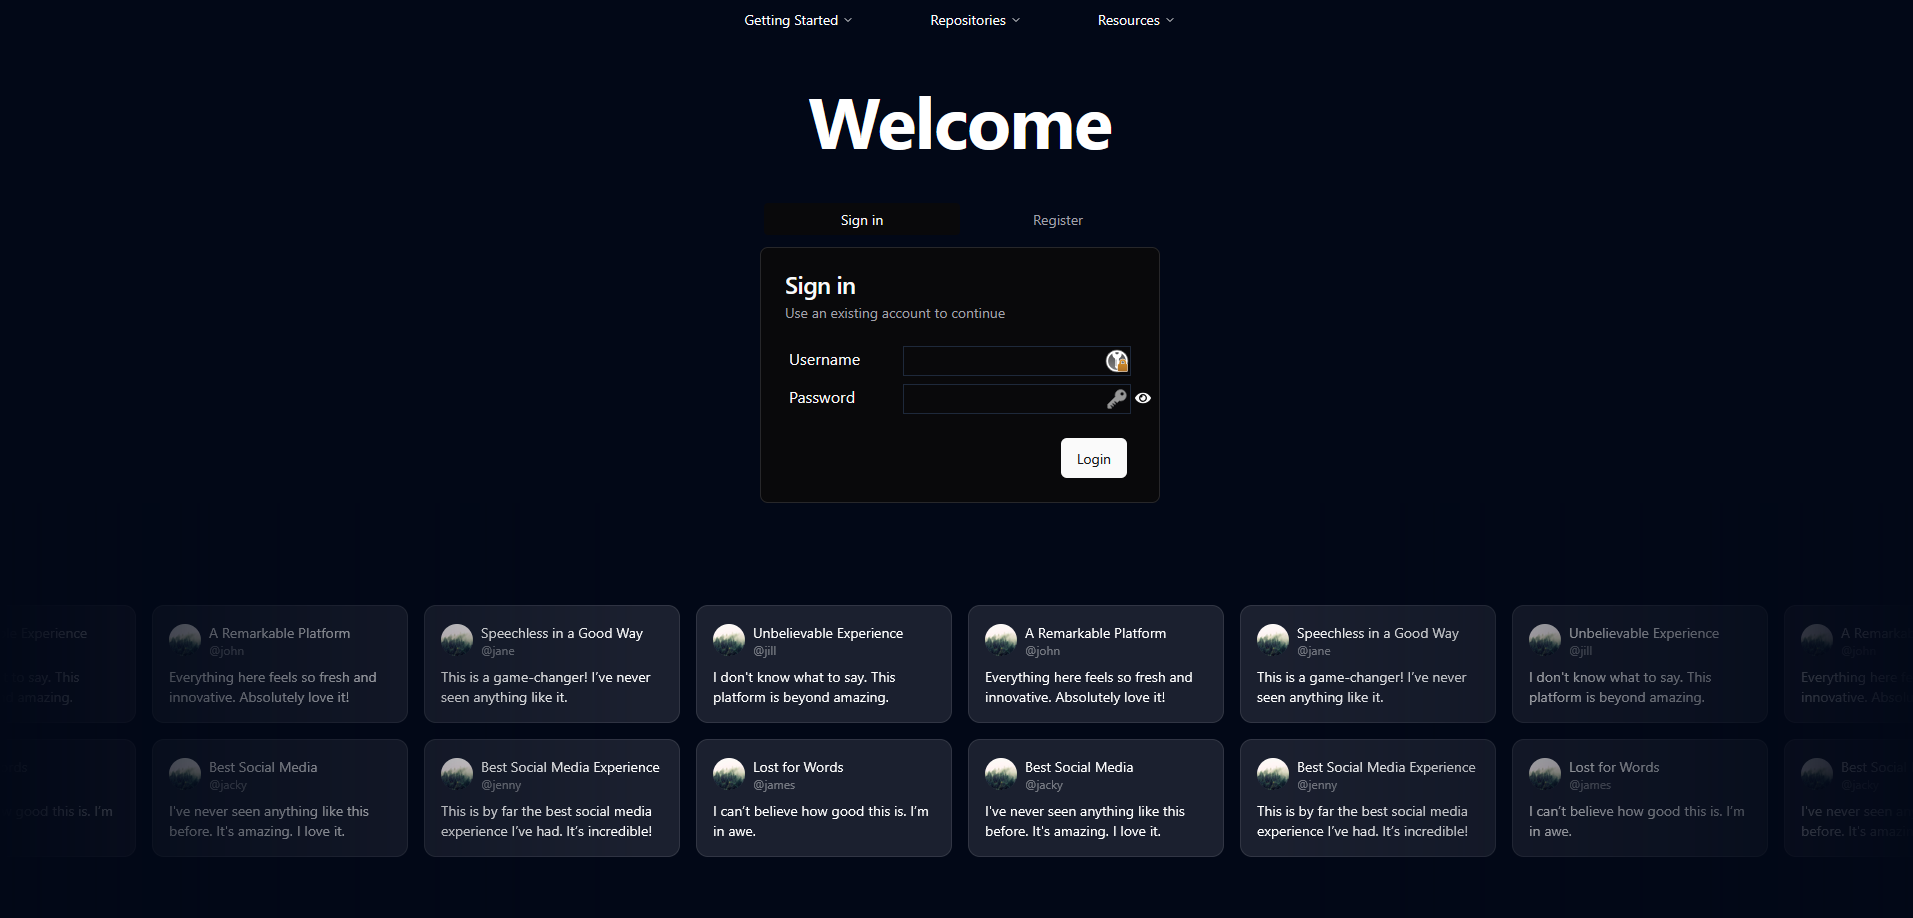 Getting Started
Repositories
Resources
Welcome
Sign in
Register
Sign in
Use an existing account to continue
Username
Password
Login
Experience
to say. This
amazing.
A Remarkable Platform
@john
Everything here feels so fresh and
innovative. Absolutely love it!
Speechless in a Good Way
@jane
This is a game-changer! I’ve never
seen anything like it.
Unbelievable Experience
@jill
I don't know what to say. This
platform is beyond amazing.
A Remarkable Platform
@john
Everything here feels so fresh and
innovative. Absolutely love it!
Speechless in a Good Way
@jane
This is a game-changer! I’ve never
seen anything like it.
Unbelievable Experience
@jill
I don't know what to say. This
platform is beyond amazing.
A Remarka
@john
Everything here
innovative. Abso
good this is. I’m
Best Social Media
@jacky
I've never seen anything like this
before. It's amazing. I love it.
Best Social Media Experience
@jenny
This is by far the best social media
experience I’ve had. It’s incredible!
Lost for Words
@james
I can’t believe how good this is. I’m
in awe.
Best Social Media
@jacky
I've never seen anything like this
before. It's amazing. I love it.
Best Social Media Experience
@jenny
This is by far the best social media
experience I’ve had. It’s incredible!
Lost for Words
@james
I can’t believe how good this is. I’m
in awe.
Best Socia
@jacky
I've never seen
before. It's ama